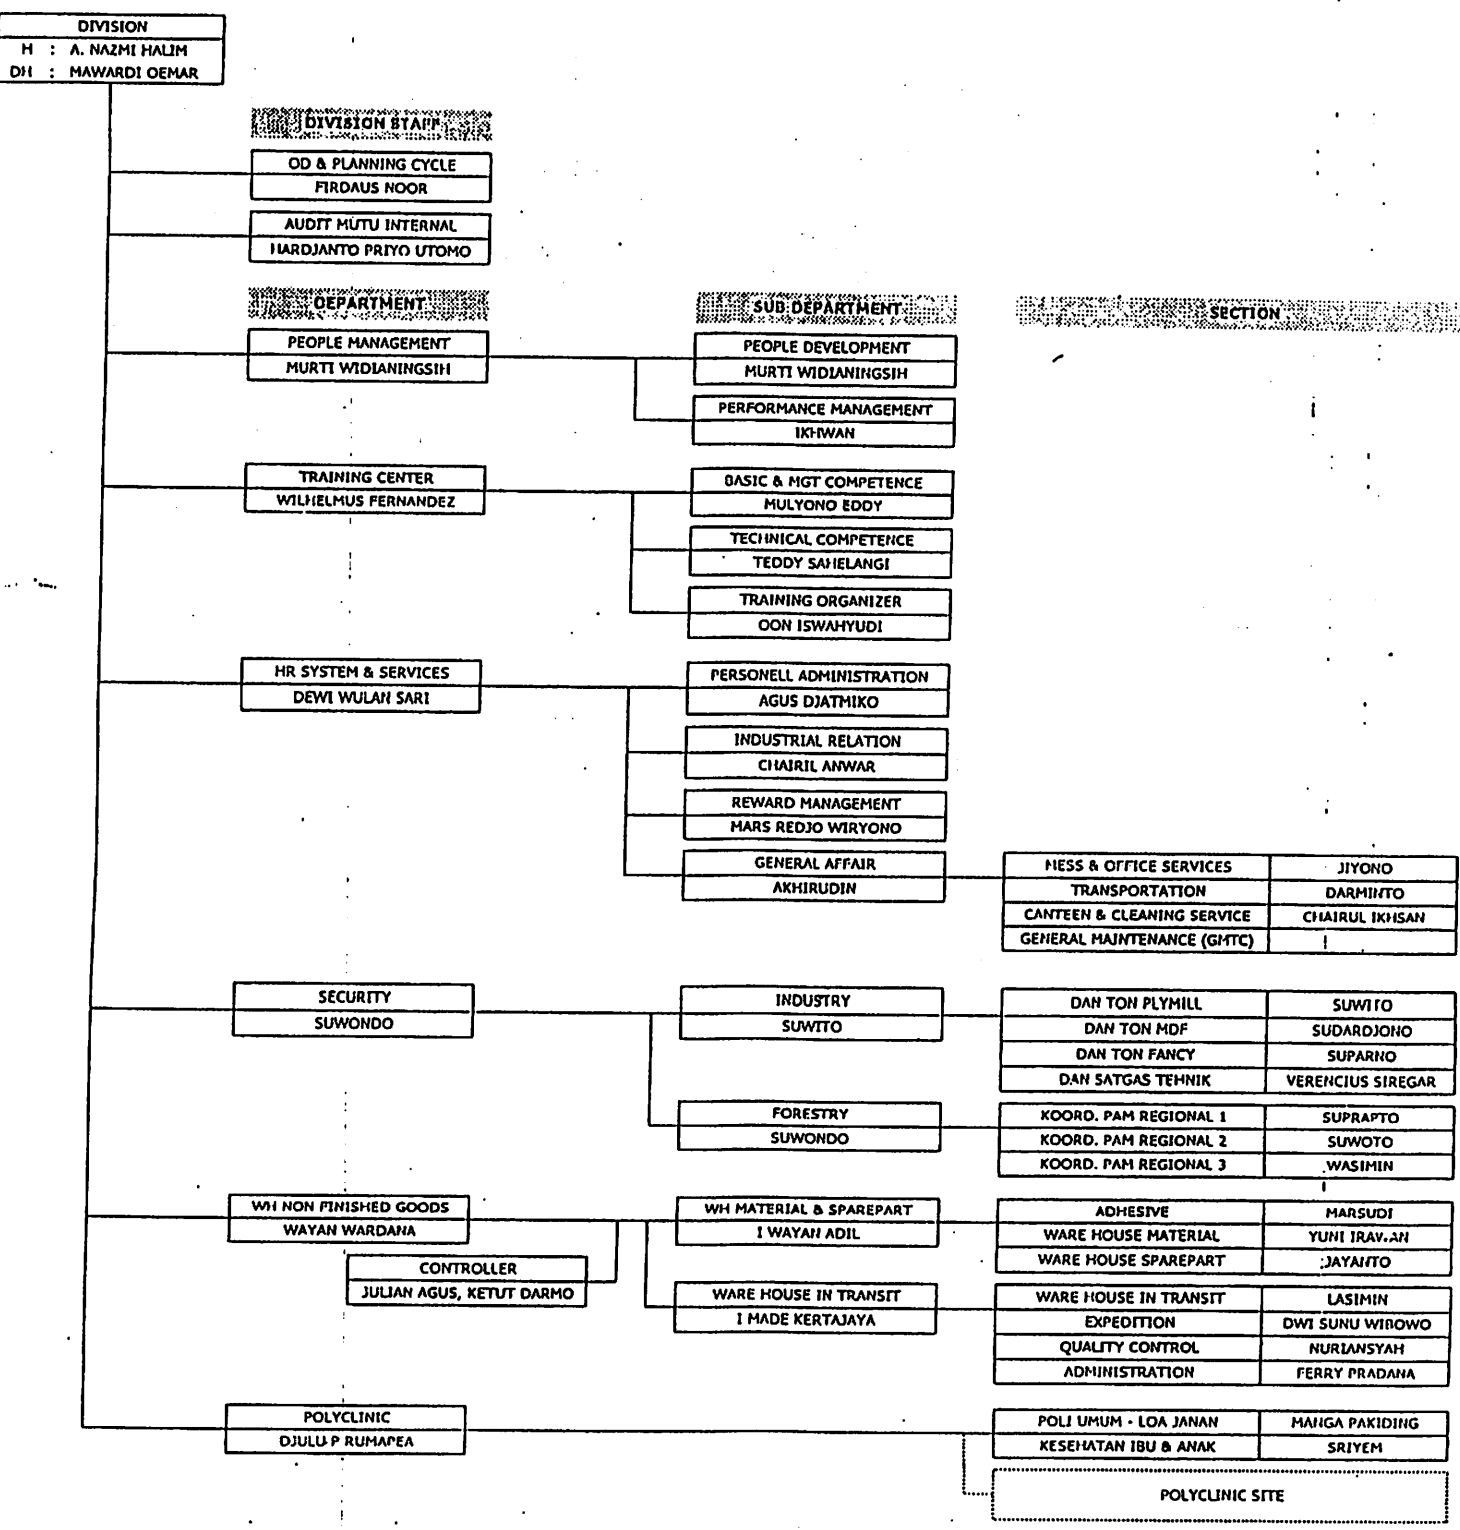 DIVISION
H : A. NAZMI HALIM
DH : MAWARDI OEMAR
DIVISION STAFF
OD & PLANNING CYCLE
FIRDAUS NOOR
AUDIT MUTU INTERNAL
HARDJANTO PRIYO UTOMO
DEPARTMENT
SUB DEPARTMENT
SECTION
PEOPLE MANAGEMENT
MURTI WIDIANINGSIH
PEOPLE DEVELOPMENT
MURTI WIDIANINGSIH
PERFORMANCE MANAGEMENT
IKHWAN
TRAINING CENTER
WILHELMUS FERNANDEZ
BASIC & MGT COMPETENCE
MULYONO EDDY
TECHNICAL COMPETENCE
TEDDY SAHELANGI
TRAINING ORGANIZER
OON ISWAHYUDI
HR SYSTEM & SERVICES
DEWI WULAN SARI
PERSONELL ADMINISTRATION
AGUS DJATMIKO
INDUSTRIAL RELATION
CHAIRIL ANWAR
REWARD MANAGEMENT
MARS REDJO WIRYONO
GENERAL AFFAIR
AKHIRUDIN
MESS & OFFICE SERVICES JIYONO
TRANSPORTATION DARMINTO
CANTEEN & CLEANING SERVICE CHAIRUL IKHSAN
GENERAL MAINTENANCE (GMTC)
SECURITY
SUWONDO
INDUSTRY
SUWITO
DAN TON PLYMILL SUWITO
DAN TON MDF SUDARDJONO
DAN TON FANCY SUPARNO
DAN SATGAS TEHNIK VERENCIUS SIREGAR
FORESTRY
SUWONDO
KOORD. PAM REGIONAL 1 SUPRAPTO
KOORD. PAM REGIONAL 2 SUWOTO
KOORD. PAM REGIONAL 3 WASIMIN
WH NON FINISHED GOODS
WAYAN WARDANA
CONTROLLER
JULIAN AGUS, KETUT DARMO
WH MATERIAL & SPAREPART
I WAYAN ADIL
ADHESIVE MARSUDI
WARE HOUSE MATERIAL YUNI IRAWAN
WARE HOUSE SPAREPART JAYANTO
WARE HOUSE IN TRANSIT
I MADE KERTAJAYA
WARE HOUSE IN TRANSIT LASIMIN
EXPEDITION DWI SUNU WIBOWO
QUALITY CONTROL NURIANSYAH
ADMINISTRATION FERRY PRADANA
POLYCLINIC
DJULU P RUMAPEA
POLI UMUM - LOA JANAN MANGA PAKIDING
KESEHATAN IBU & ANAK SRIYEM
POLYCLINIC SITE